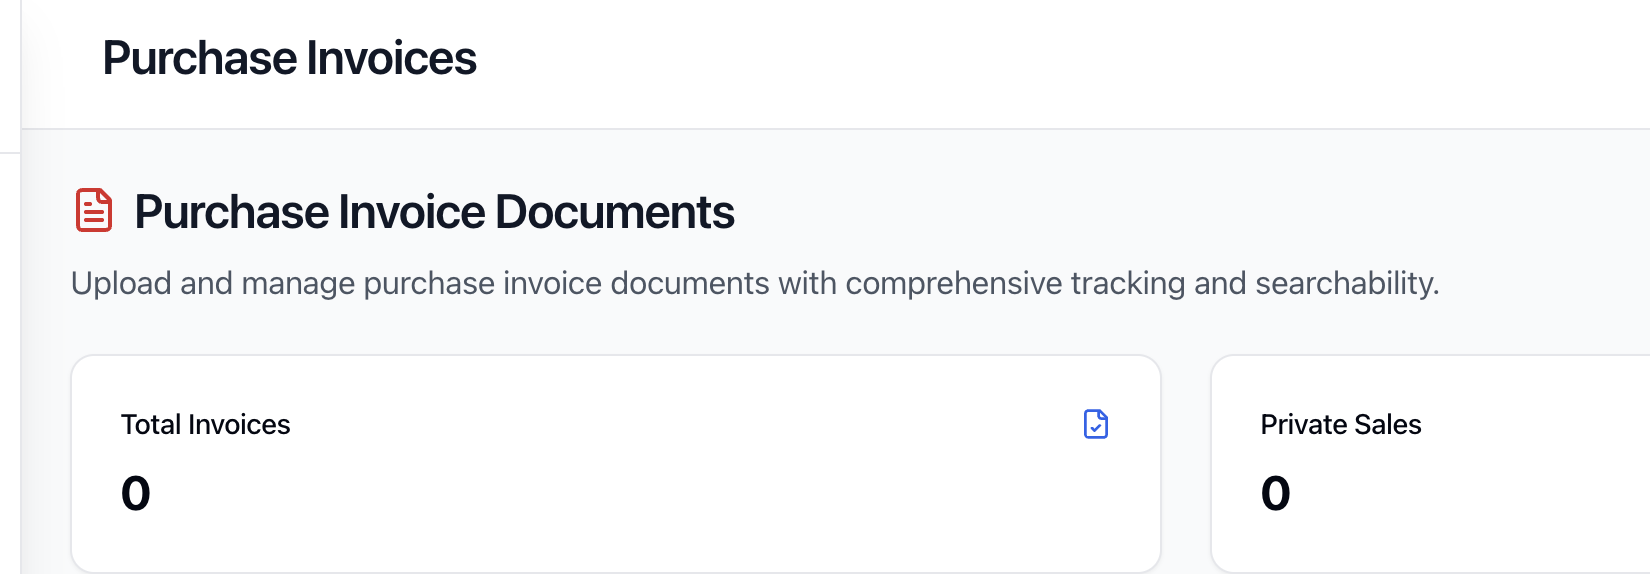 Purchase Invoices
Purchase Invoice Documents
Upload and manage purchase invoice documents with comprehensive tracking and searchability.
Total Invoices
0
Private Sales
0